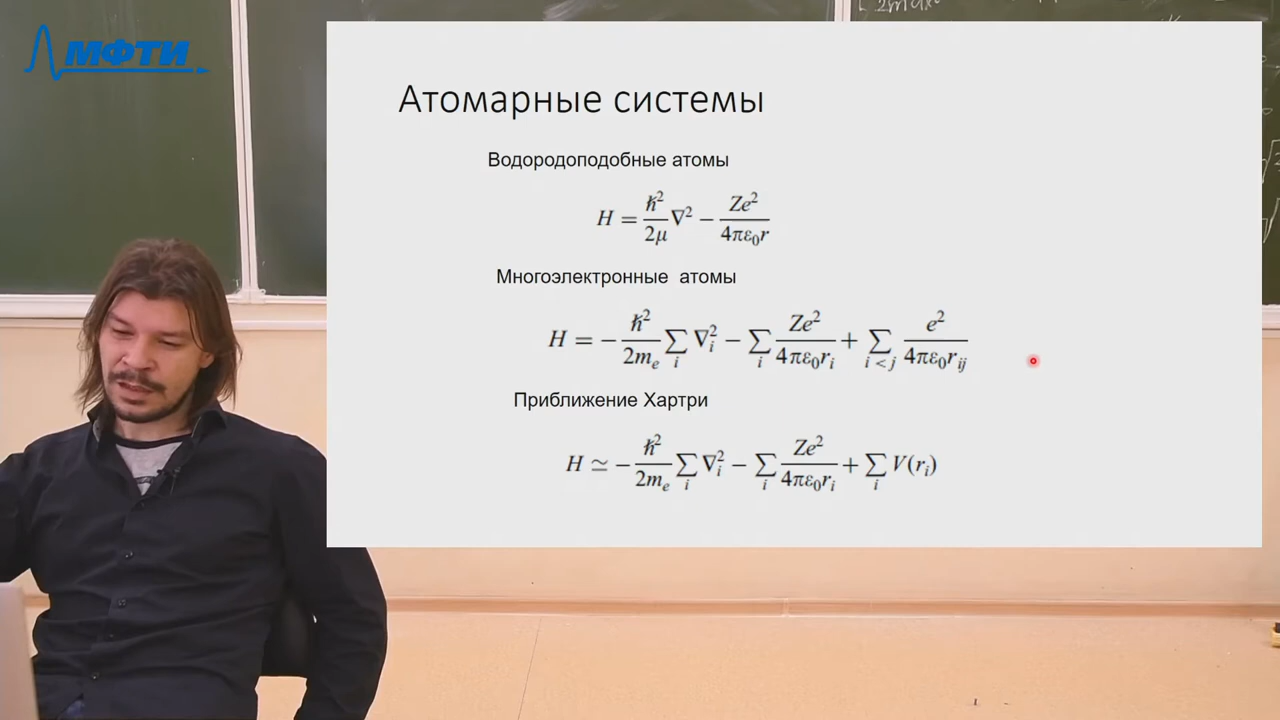 МФТИ
Атомарные системы
Водородоподобные атомы
H = ℏ²/2μ ∇² − Ze²/4πε₀r
Многоэлектронные атомы
H = − ℏ²/2mₑ ∑ᵢ ∇ᵢ² − ∑ᵢ Ze²/4πε₀rᵢ + ∑ i<j e²/4πε₀rᵢⱼ
Приближение Хартри
H ≃ − ℏ²/2mₑ ∑ᵢ ∇ᵢ² − ∑ᵢ Ze²/4πε₀rᵢ + ∑ᵢ V(rᵢ)